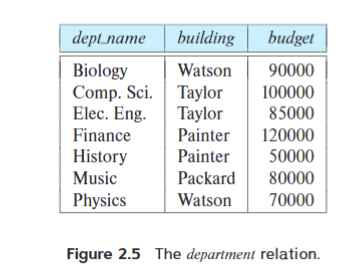 dept_name building budget
Biology Watson 90000
Comp. Sci. Taylor 100000
Elec. Eng. Taylor 85000
Finance Painter 120000
History Painter 50000
Music Packard 80000
Physics Watson 70000
Figure 2.5 The department relation.